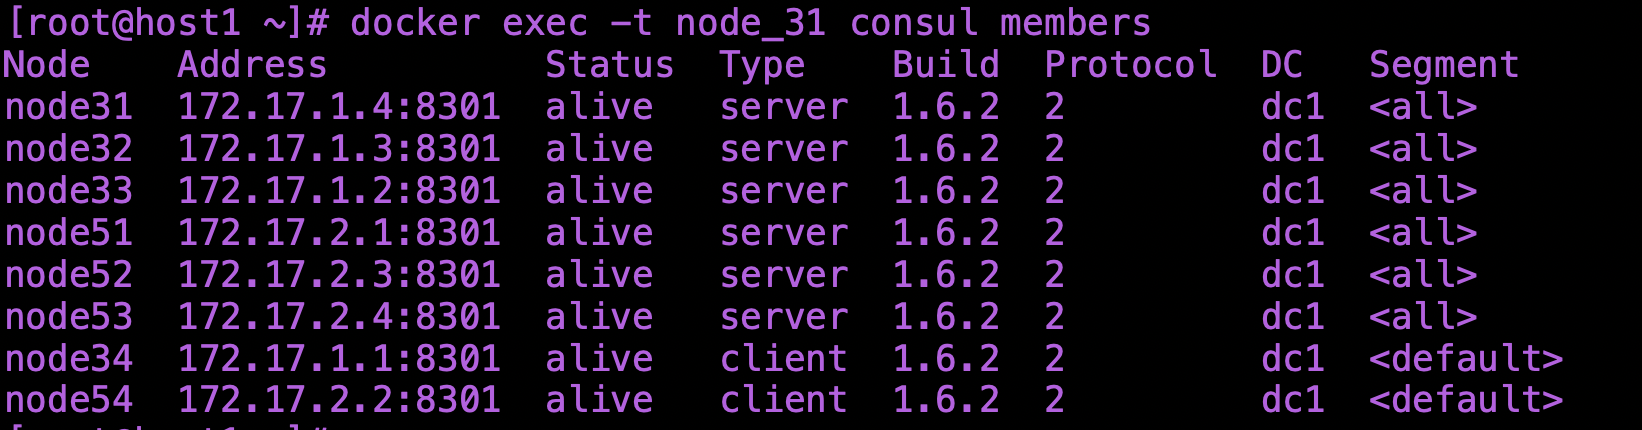 [root@host1 ~]# docker exec -t node_31 consul members
Node    Address          Status  Type    Build  Protocol  DC   Segment
node31  172.17.1.4:8301  alive   server  1.6.2  2         dc1  <all>
node32  172.17.1.3:8301  alive   server  1.6.2  2         dc1  <all>
node33  172.17.1.2:8301  alive   server  1.6.2  2         dc1  <all>
node51  172.17.2.1:8301  alive   server  1.6.2  2         dc1  <all>
node52  172.17.2.3:8301  alive   server  1.6.2  2         dc1  <all>
node53  172.17.2.4:8301  alive   server  1.6.2  2         dc1  <all>
node34  172.17.1.1:8301  alive   client  1.6.2  2         dc1  <default>
node54  172.17.2.2:8301  alive   client  1.6.2  2         dc1  <default>